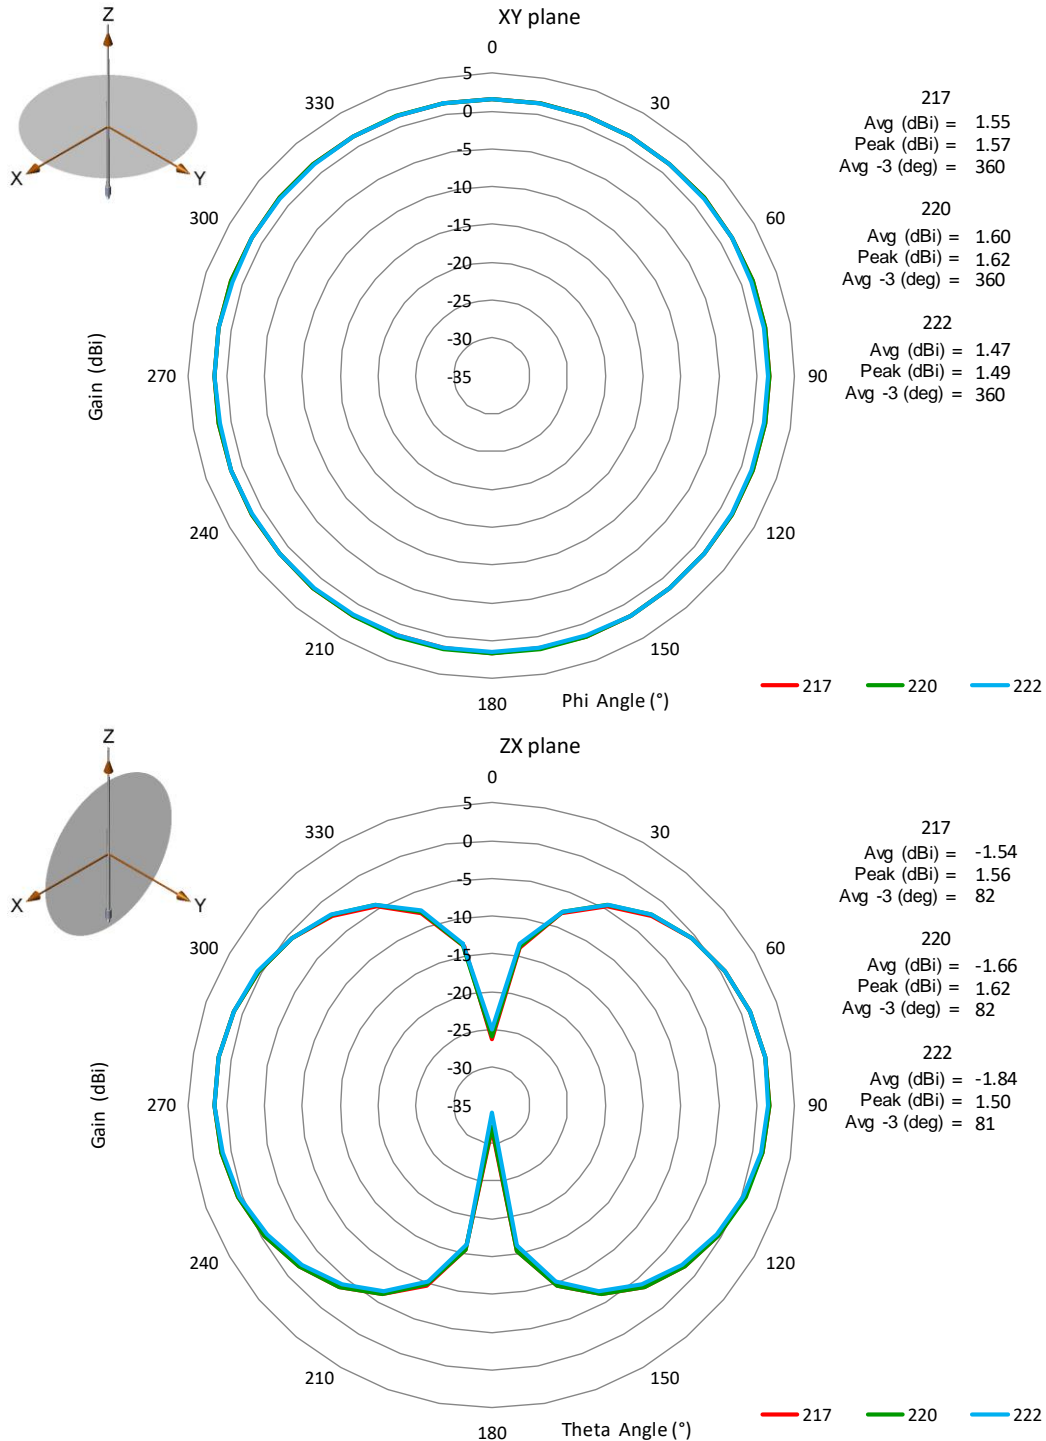 Z
X
Y
XY plane
0
30
60
90
120
150
180
210
240
270
300
330
5
0
-5
-10
-15
-20
-25
-30
-35
Gain (dBi)
Phi Angle (°)
217
Avg (dBi) = 1.55
Peak (dBi) = 1.57
Avg -3 (deg) = 360
220
Avg (dBi) = 1.60
Peak (dBi) = 1.62
Avg -3 (deg) = 360
222
Avg (dBi) = 1.47
Peak (dBi) = 1.49
Avg -3 (deg) = 360
217 220 222
Z
X
Y
ZX plane
0
30
60
90
120
150
180
210
240
270
300
330
5
0
-5
-10
-15
-20
-25
-30
-35
Gain (dBi)
Theta Angle (°)
217
Avg (dBi) = -1.54
Peak (dBi) = 1.56
Avg -3 (deg) = 82
220
Avg (dBi) = -1.66
Peak (dBi) = 1.62
Avg -3 (deg) = 82
222
Avg (dBi) = -1.84
Peak (dBi) = 1.50
Avg -3 (deg) = 81
217 220 222